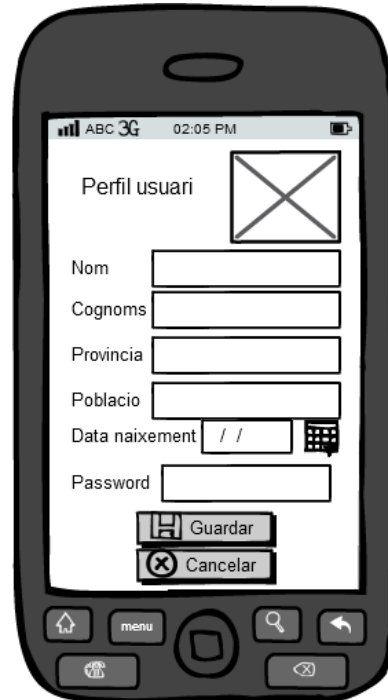 ABC 3G 02:05 PM
Perfil usuari
Nom
Cognoms
Provincia
Poblacio
Data naixement / /
Password
Guardar
Cancelar
menu